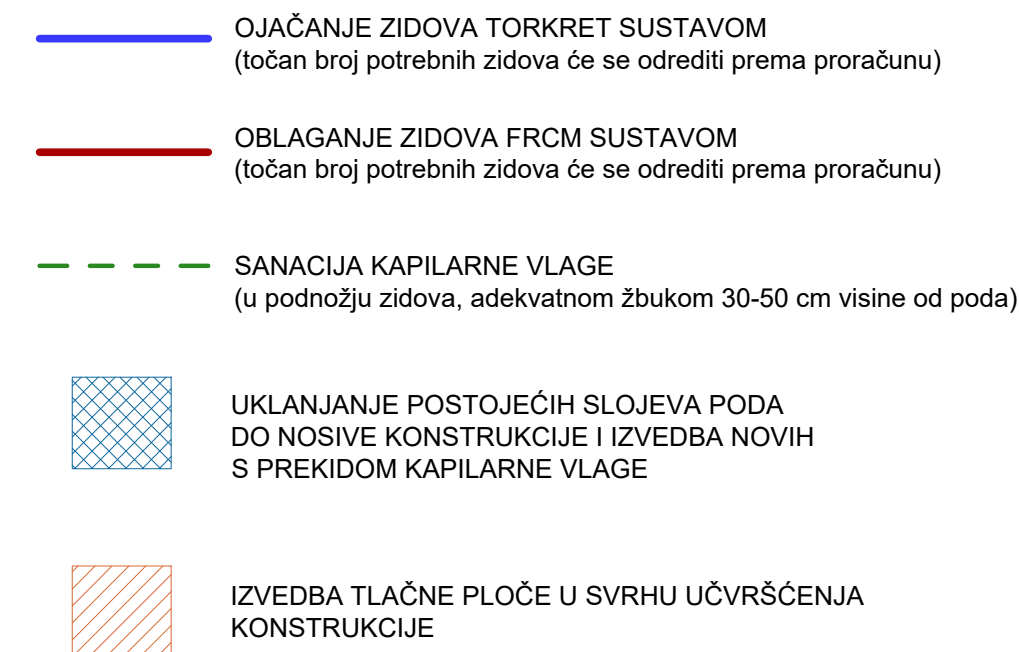 OJAČANJE ZIDOVA TORKRET SUSTAVOM
(točan broj potrebnih zidova će se odrediti prema proračunu)
OBLAGANJE ZIDOVA FRCM SUSTAVOM
(točan broj potrebnih zidova će se odrediti prema proračunu)
SANACIJA KAPILARNE VLAGE
(u podnožju zidova, adekvatnom žbukom 30-50 cm visine od poda)
UKLANJANJE POSTOJEĆIH SLOJEVA PODA
DO NOSIVE KONSTRUKCIJE I IZVEDBA NOVIH
S PREKIDOM KAPILARNE VLAGE
IZVEDBA TLAČNE PLOČE U SVRHU UČVRŠĆENJA
KONSTRUKCIJE